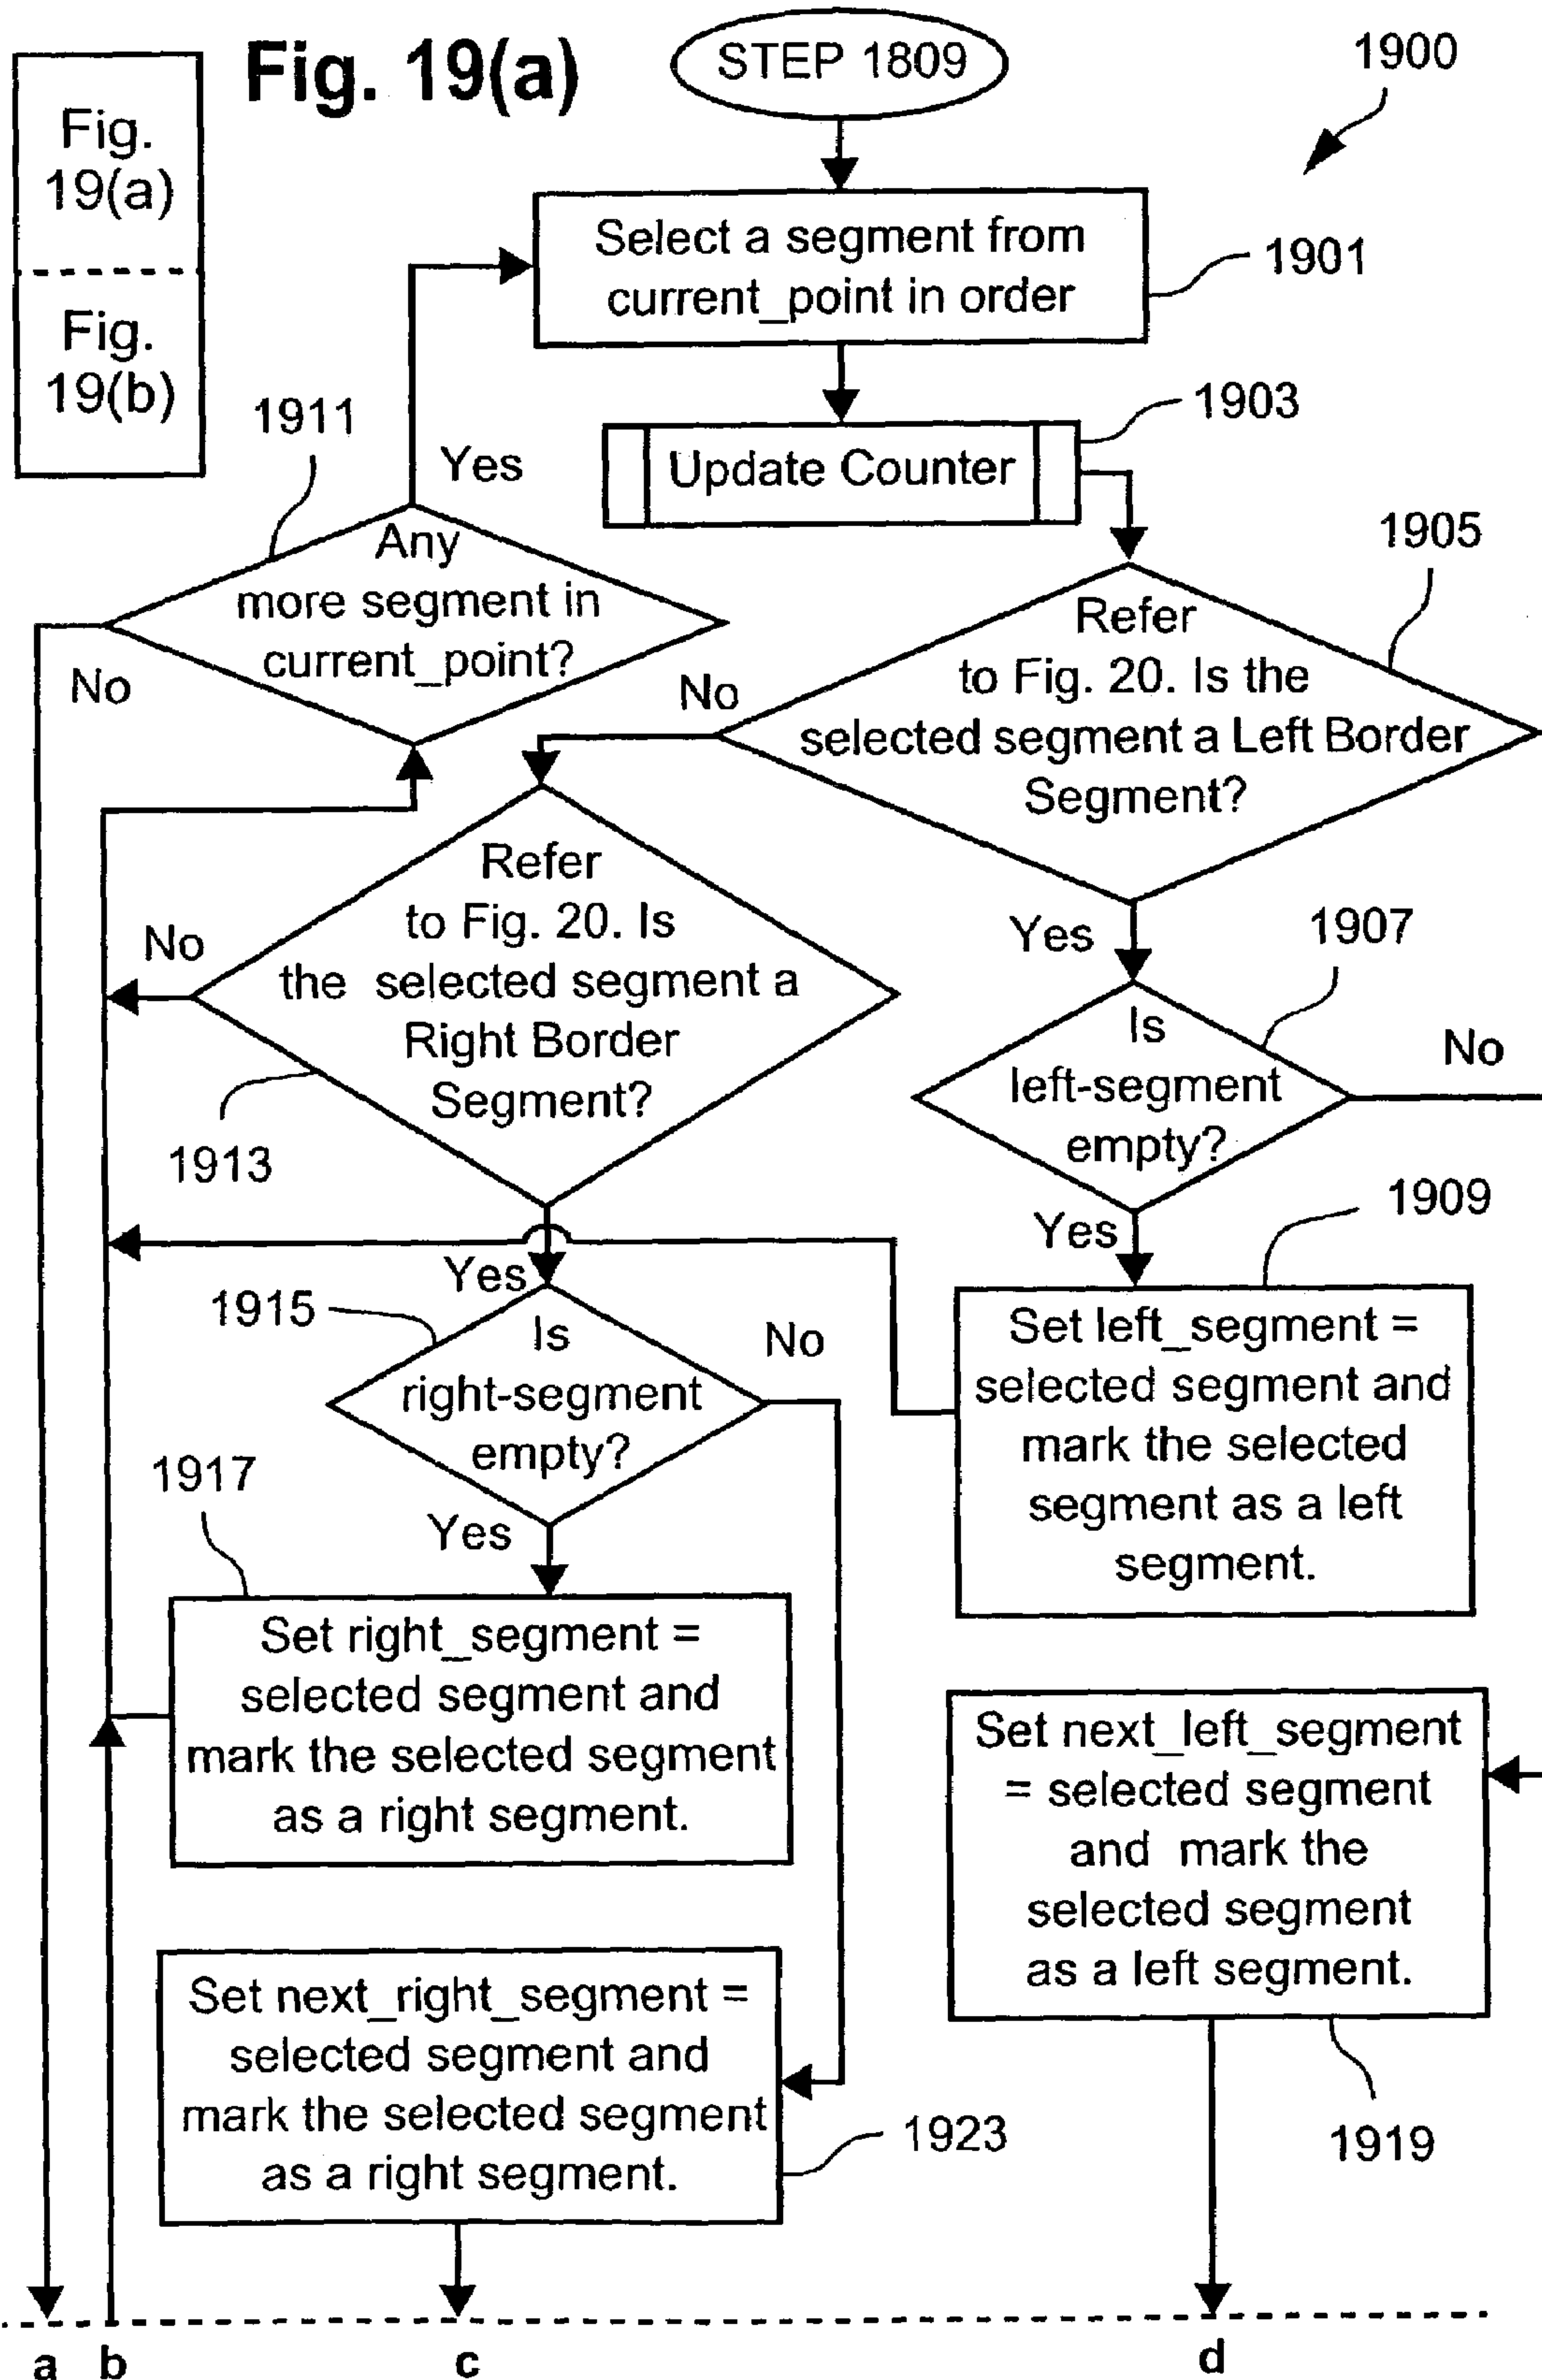 Fig. 19(a)
STEP 1809
1900
Fig.
19(a)
Fig.
19(b)
Select a segment from
current_point in order
1901
Update Counter
1903
1911
Yes
Any
more segment in
current_point?
No
1905
Refer
to Fig. 20. Is the
selected segment a Left Border
Segment?
No
Yes
Refer
to Fig. 20. Is
the selected segment a
Right Border
Segment?
No
1913
1907
Is
left-segment
empty?
No
Yes
1909
Set left_segment =
selected segment and
mark the selected
segment as a left
segment.
Yes
1915
Is
right-segment
empty?
No
Yes
1917
Set right_segment =
selected segment and
mark the selected segment
as a right segment.
Set next_left_segment
= selected segment
and mark the
selected segment
as a left segment.
1919
Set next_right_segment =
selected segment and
mark the selected segment
as a right segment.
1923
a b c d